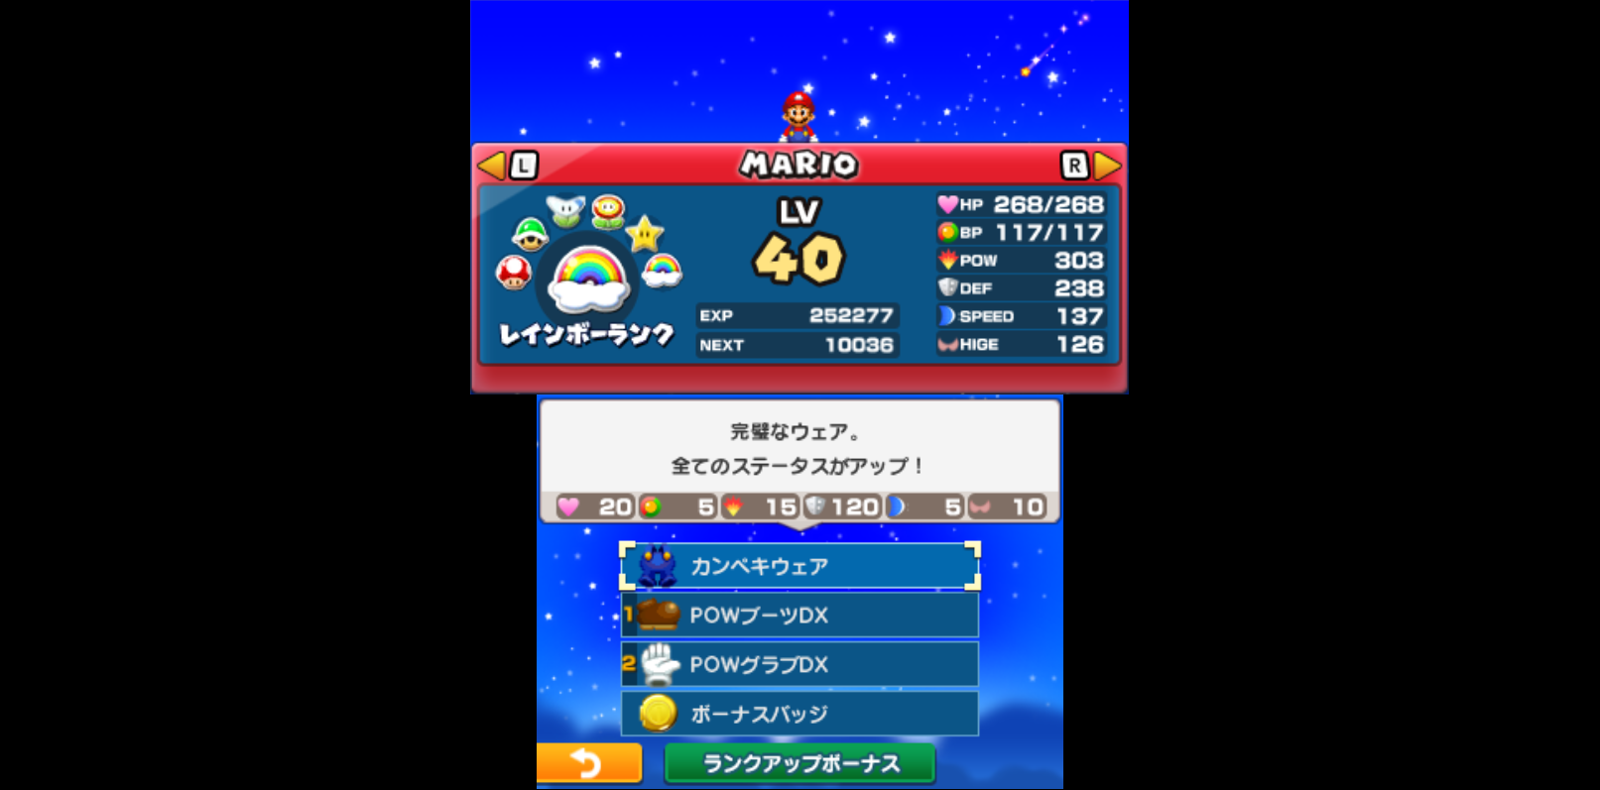 L
MARIO
R
LV
40
EXP 252277
NEXT 10036
レインボーランク
HP 268/268
BP 117/117
POW 303
DEF 238
SPEED 137
HIGE 126
完璧なウェア。
全てのステータスがアップ！
20 5 15 120 5 10
カンペキウェア
1 POWブーツDX
2 POWグラブDX
ボーナスバッジ
ランクアップボーナス